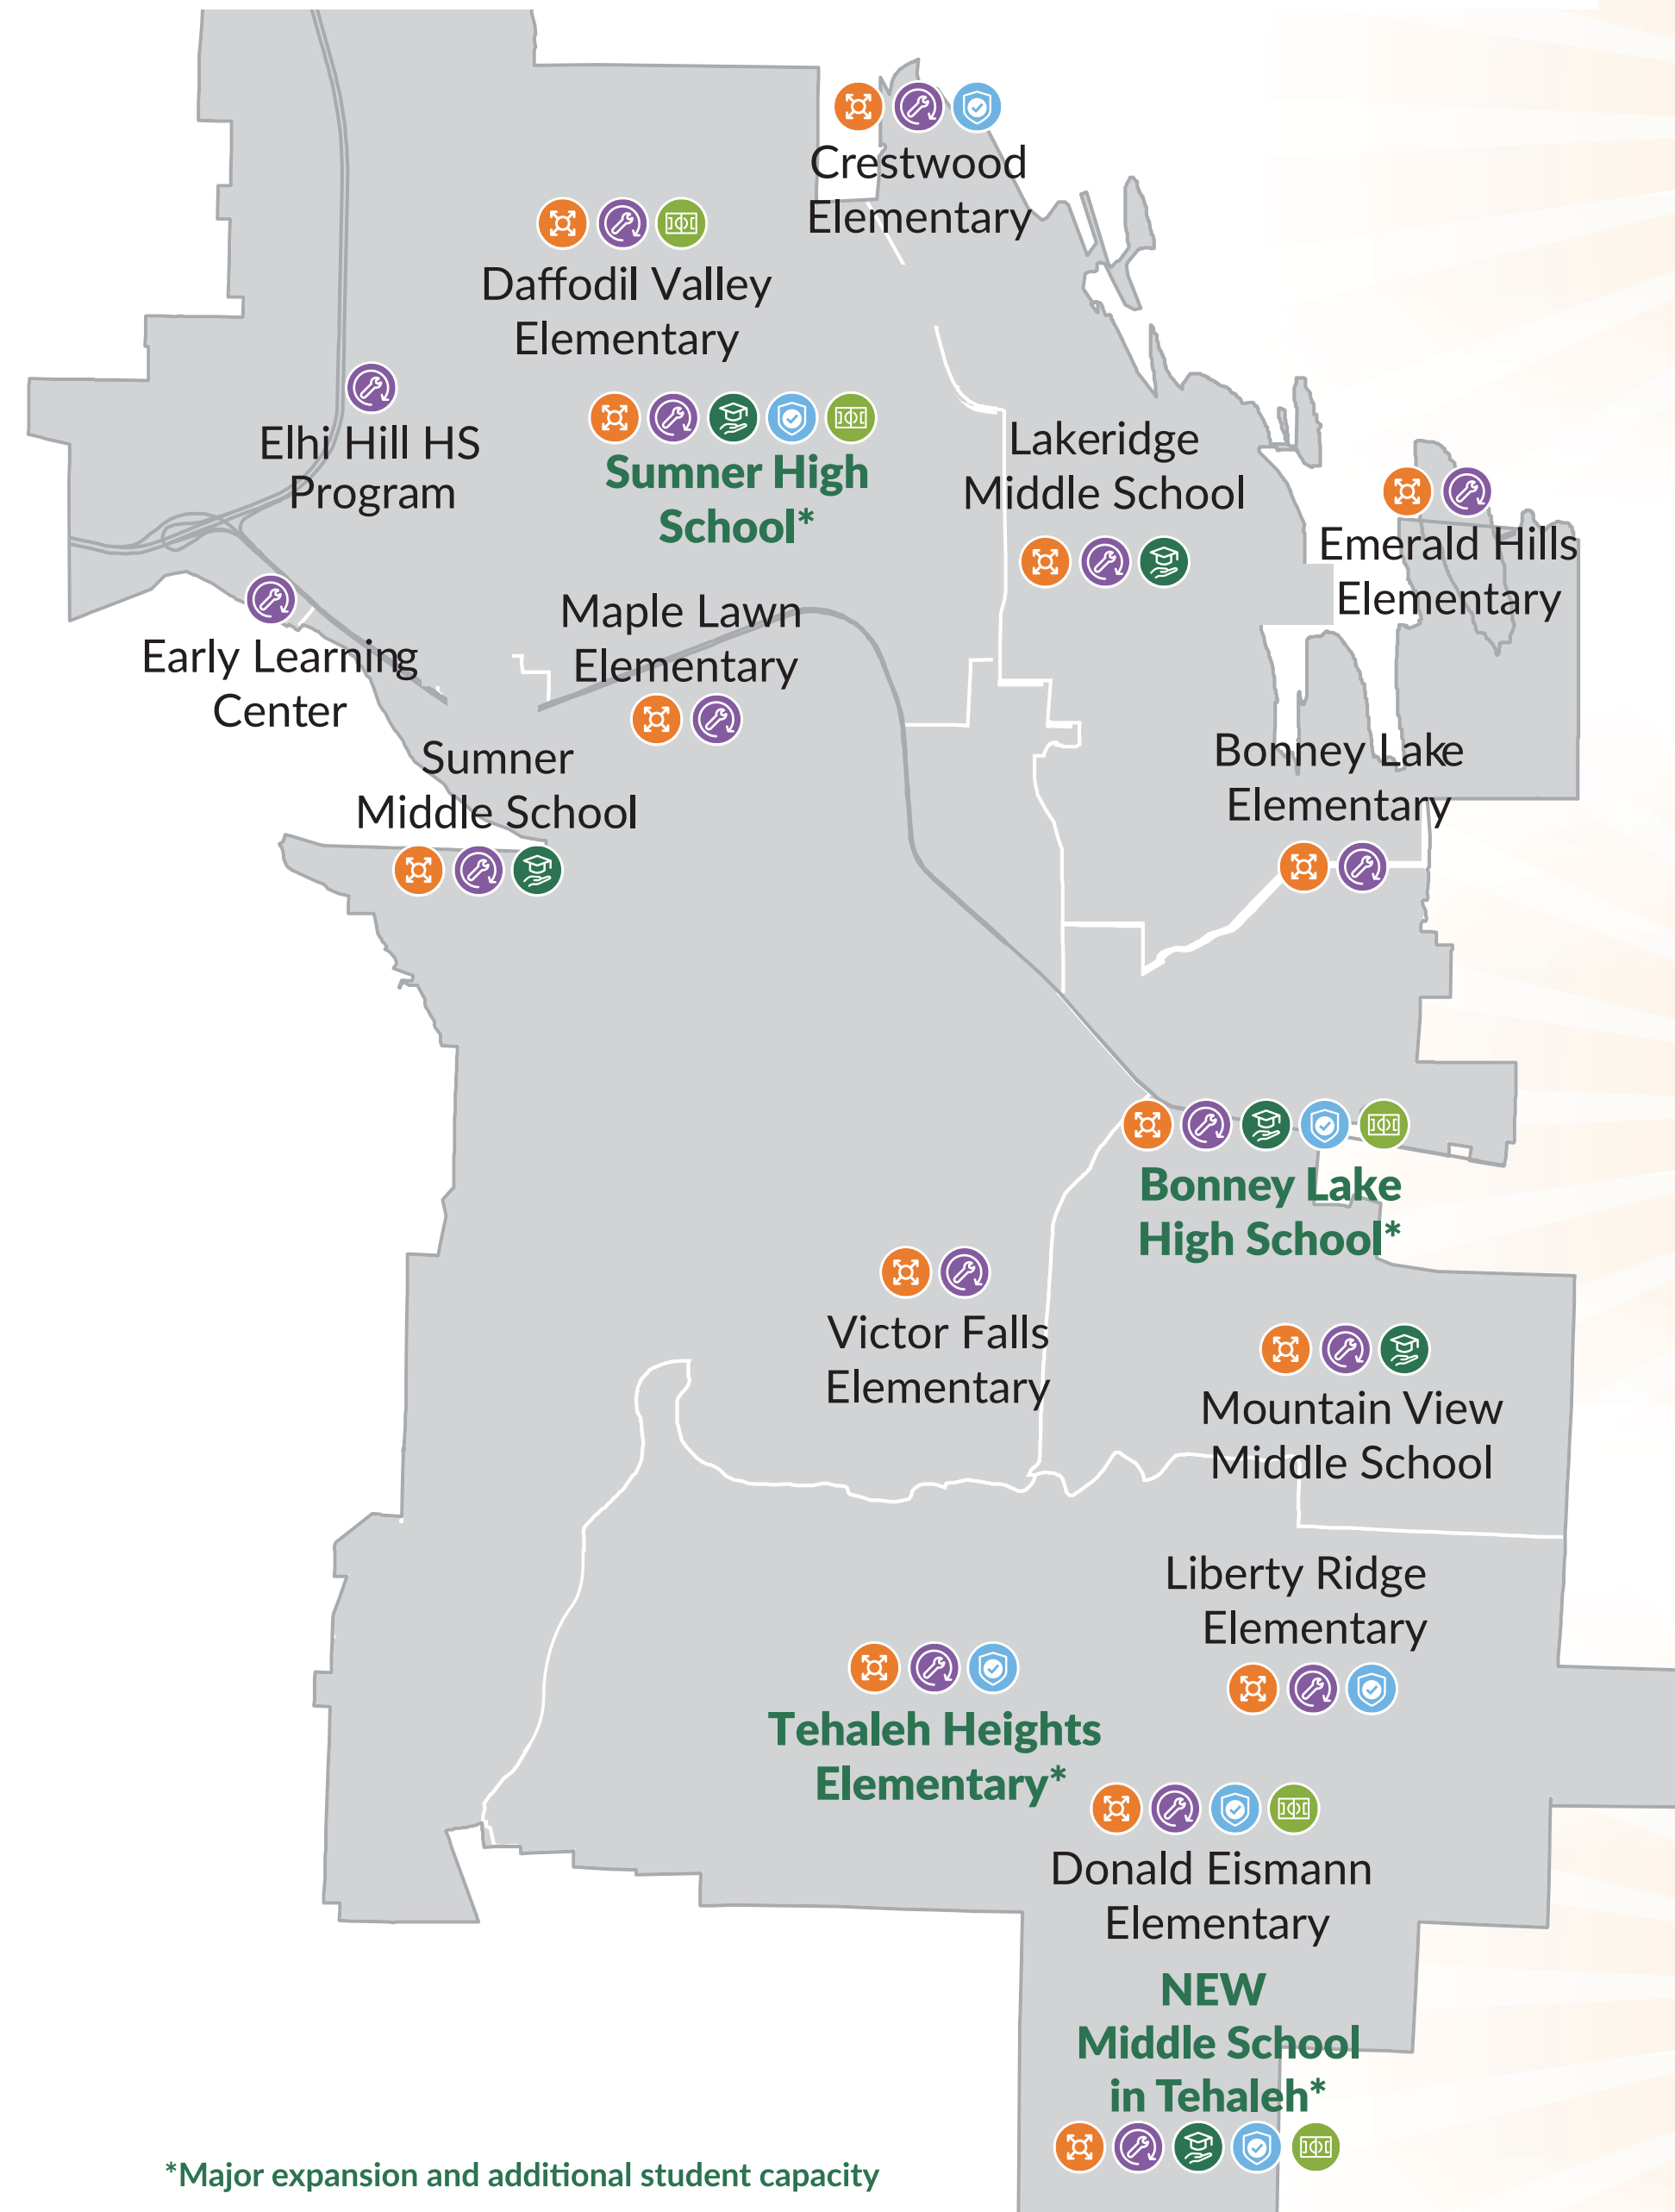 Crestwood
Elementary
Daffodil Valley
Elementary
Elhi Hill HS
Program
Sumner High
School*
Lakeridge
Middle School
Emerald Hills
Elementary
Early Learning
Center
Maple Lawn
Elementary
Sumner
Middle School
Bonney Lake
Elementary
Bonney Lake
High School*
Victor Falls
Elementary
Mountain View
Middle School
Liberty Ridge
Elementary
Tehaleh Heights
Elementary*
Donald Eismann
Elementary
NEW
Middle School
in Tehaleh*
*Major expansion and additional student capacity